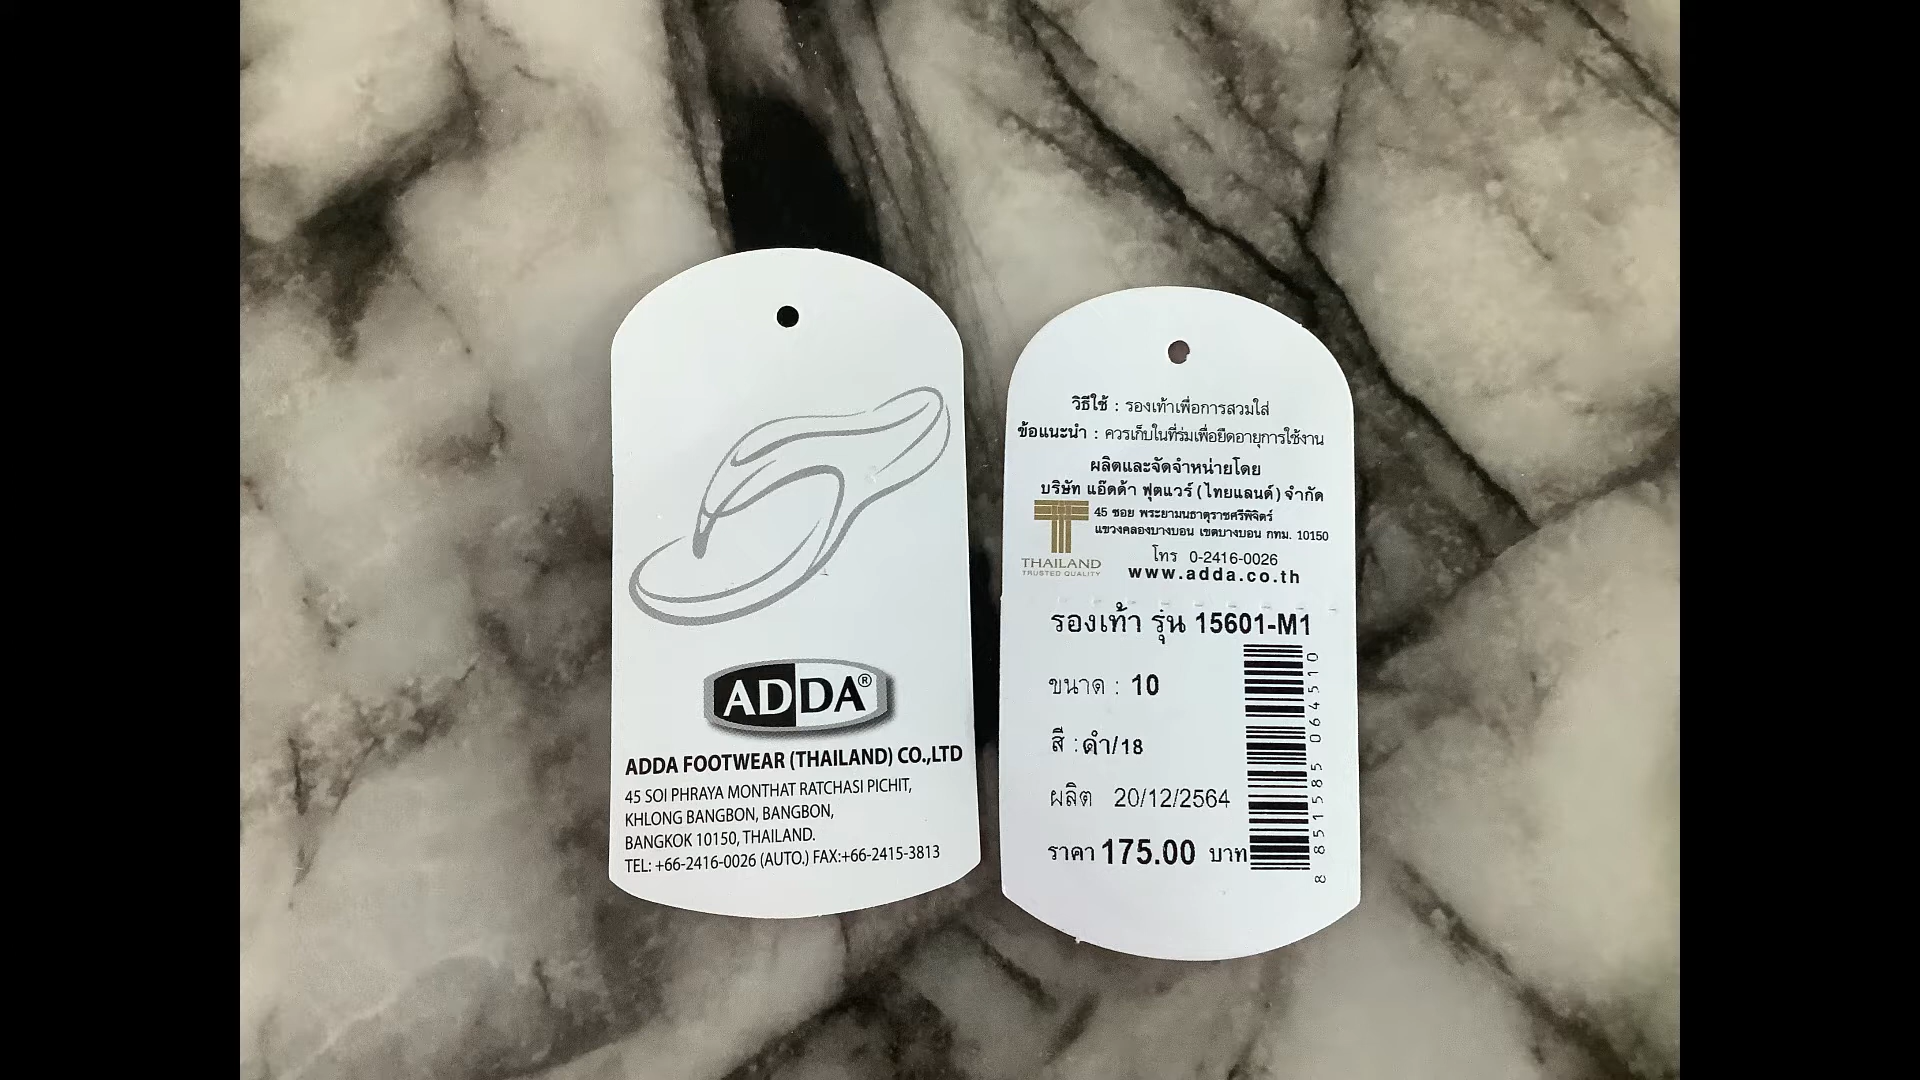 ADDA®
ADDA FOOTWEAR (THAILAND) CO.,LTD
45 SOI PHRAYA MONTHAT RATCHASI PICHIT,
KHLONG BANGBON, BANGBON,
BANGKOK 10150, THAILAND.
TEL: +66-2416-0026 (AUTO.) FAX:+66-2415-3813
วิธีใช้ : รองเท้าเพื่อการสวมใส่
ข้อแนะนำ : ควรเก็บในที่ร่มเพื่อยืดอายุการใช้งาน
ผลิตและจัดจำหน่ายโดย
บริษัท แอ๊ดด้า ฟุตแวร์ (ไทยแลนด์) จำกัด
45 ซอย พระยามนธาตุราชศรีพิจิตร์
แขวงคลองบางบอน เขตบางบอน กทม. 10150
โทร 0-2416-0026
www.adda.co.th
THAILAND
TRUSTED QUALITY
รองเท้า รุ่น 15601-M1
ขนาด : 10
สี : ดำ/18
ผลิต 20/12/2564
ราคา 175.00 บาท
8 851585 064510